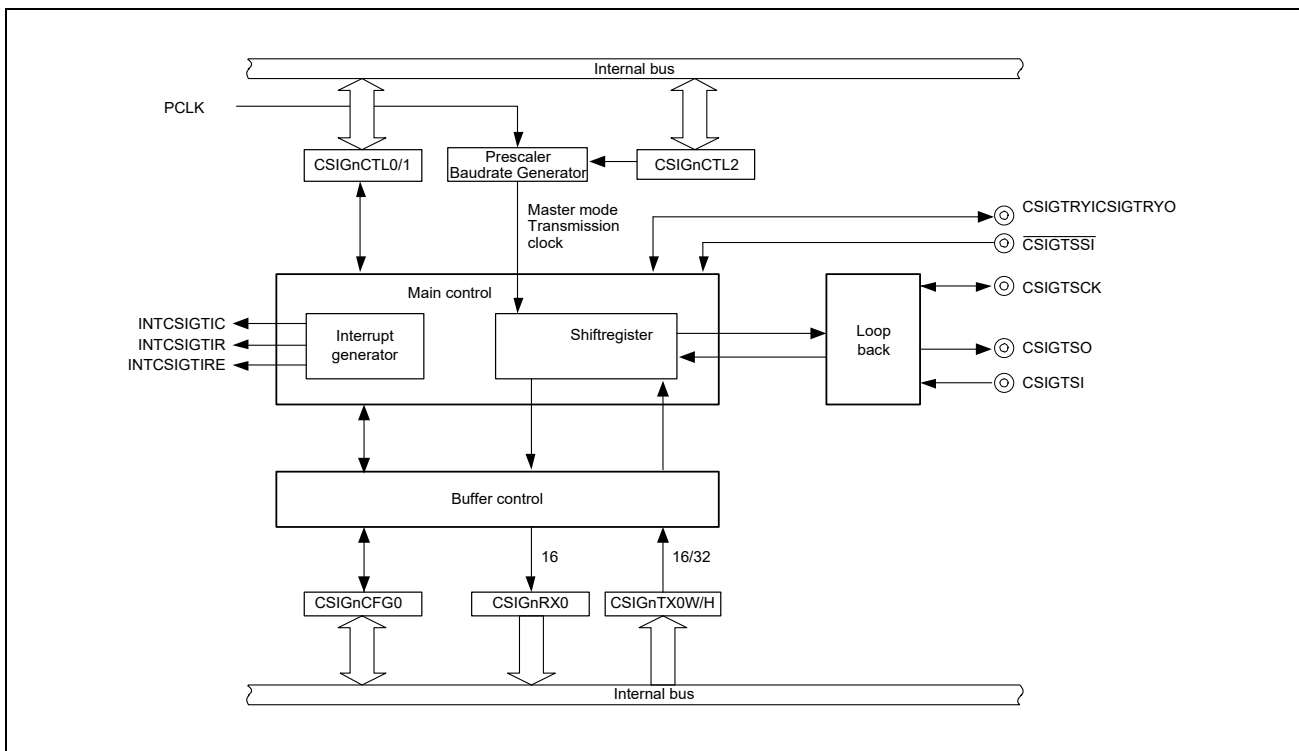 Internal bus
PCLK
CSIGnCTL0/1
Prescaler
Baudrate Generator
CSIGnCTL2
Master mode
Transmission
clock
CSIGTRYICSIGTRYO
CSIGTSSI
Main control
CSIGTSCK
INTCSIGTIC
INTCSIGTIR
INTCSIGTIRE
Interrupt
generator
Shiftregister
Loop
back
CSIGTSO
CSIGTSI
Buffer control
16
16/32
CSIGnCFG0
CSIGnRX0
CSIGnTX0W/H
Internal bus